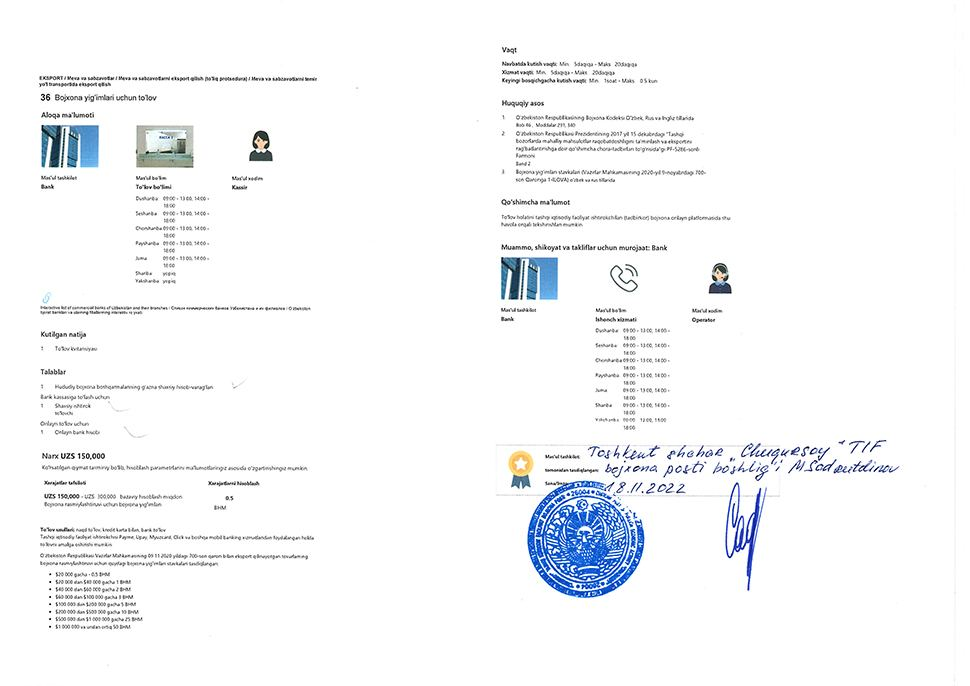 EKSPORT / Meva va sabzavotlar / Meva va sabzavotlarni eksport qilish (to'liq protsedura) / Meva va sabzavotlarni temir
yo'l transportida eksport qilish
36 Bojxona yig'imlari uchun to'lov
Aloqa ma'lumoti
Mas'ul tashkilot
Bank
Mas'ul bo'lim
To'lov bo'limi
Mas'ul xodim
Kassir
Dushanba 09:00 - 13:00, 14:00 -
18:00
Seshanba 09:00 - 13:00, 14:00 -
18:00
Chorshanba 09:00 - 13:00, 14:00 -
18:00
Payshanba 09:00 - 13:00, 14:00 -
18:00
Juma 09:00 - 13:00, 14:00 -
18:00
Shanba yopiq
Yakshanba yopiq
Interactive list of commercial banks of Uzbekistan and their branches / Список коммерческих банков Узбекистана и их филиалов / O'zbekiston
tijorat banklari va ularning filiallarining interaktiv ro'yxati
Kutilgan natija
1 To'lov kvitansiyasi
Talablar
1 Hududiy bojxona boshqarmalarining g'azna shaxsiy hisob-varag'lari
Bank kassasiga to'lash uchun
1 Shaxsiy ishtirok
to'lovchi
Onlayn to'lov uchun
1 Onlayn bank hisobi
Narx UZS 150,000
Ko'rsatilgan qiymat tarminiy bo'lib, hisoblash parametrlarini ma'lumotlaringiz asosida o'zgartirishingiz mumkin.
Xarajatlar tafsiloti
Xarajatlarni hisoblash
UZS 150,000 - UZS 300,000 bazaviy hisoblash miqdori
Bojxona rasmiylashtiruvi uchun bojxona yig'imlari
0.5
BHM
To'lov usullari: naqd to'lov, kredit karta bilan, bank to'lov
Tashqi iqtisodiy faoliyat ishtirokchisi Payme, Upay, Myuzcard, Click va boshqa mobil banking xizmatlaridan foydalangan holda
to'lovni amalga oshirishi mumkin.
O'zbekiston Respublikasi Vazirlar Mahkamasining 09.11.2020 yildagi 700-son qarori bilan eksport qilinayotgan tovarlarning
bojxona rasmiylashtiruvi uchun quyidagi bojxona yig'imlari stavkalari tasdiqlangan:
• $20 000 gacha - 0.5 BHM
• $20 000 dan $40 000 gacha 1 BHM
• $40 000 dan $60 000 gacha 2 BHM
• $60 000 dan $100 000 gacha 3 BHM
• $100 000 dan $200 000 gacha 5 BHM
• $200 000 dan $500 000 gacha 10 BHM
• $500 000 dan $1 000 000 gacha 25 BHM
• $1 000 000 va undan ortiq 50 BHM
Vaqt
Navbatda kutish vaqti: Min. 5daqiqa - Maks. 20daqiqa
Xizmat vaqti: Min. 5daqiqa - Maks. 20daqiqa
Keyingi bosqichgacha kutish vaqti: Min. 1soat - Maks. 0.5 kun
Huquqiy asos
1 O'zbekiston Respublikasining Bojxona Kodeksi O'zbek, Rus va Ingliz tillarida
Bob 46 , Moddalar 291, 340
2 O'zbekiston Respublikasi Prezidentining 2017 yil 15 dekabrdagi "Tashqi
bozorlarda mahalliy mahsulotlar raqobatdoshligini ta'minlash va eksportni
rag'batlantirishga doir qo'shimcha chora-tadbirlari to'g'risida"gi PF-5286-sonli
Farmoni
Band 2
3 Bojxona yig'imi stavkalari (Vazirlar Mahkamasining 2020-yil 9-noyabrdagi 700-
son Qaroriga 1-ILOVA) o'zbek va rus tillarida
Qo'shimcha ma'lumot
To'lov holatini tashqi iqtisodiy faoliyat ishtirokchilari (tadbirkor) bojxona onlayn platformasida shu
havola orqali tekshirishlari mumkin.
Muammo, shikoyat va takliflar uchun murojaat: Bank
Mas'ul tashkilot
Bank
Mas'ul bo'lim
Ishonch xizmati
Mas'ul xodim
Operator
Dushanba 09:00 - 13:00, 14:00 -
18:00
Seshanba 09:00 - 13:00, 14:00 -
18:00
Chorshanba 09:00 - 13:00, 14:00 -
18:00
Payshanba 09:00 - 13:00, 14:00 -
18:00
Juma 09:00 - 13:00, 14:00 -
18:00
Shanba 09:00 - 13:00, 14:00 -
18:00
Yakshanba 09:00 - 13:00, 14:00 -
18:00
Mas'ul tashkilot Toshkent shahar „Chuqursoy" TIF
tomonidan tasdiqlangan: bojxona posti boshlig'i
Sana/
18.11.2022
26004